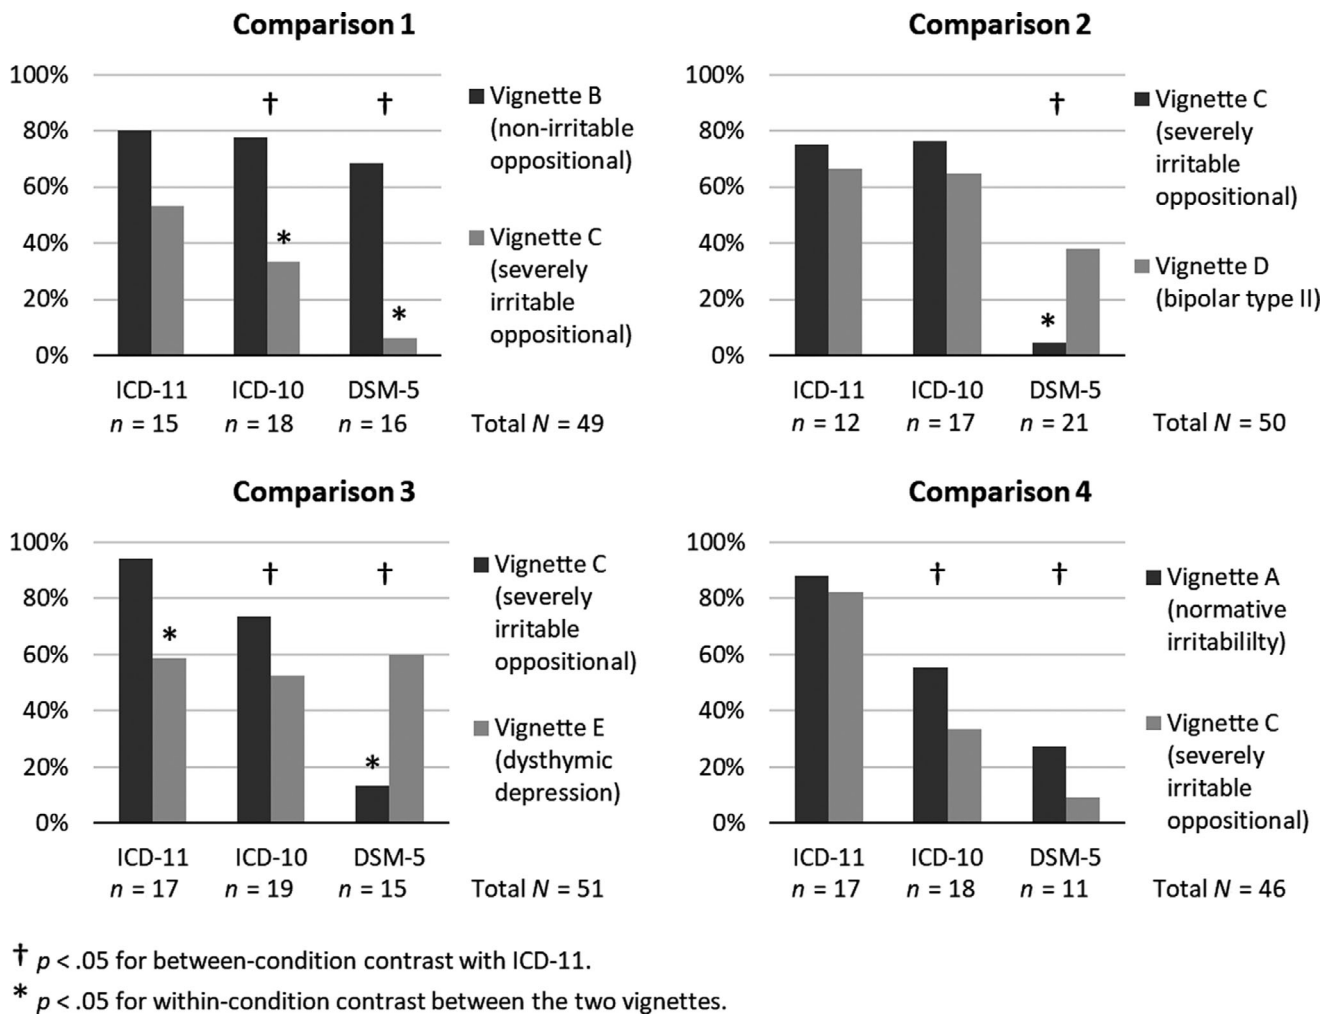 Comparison 1
100%
80%
60%
40%
20%
0%
†
†
*
*
ICD-11
ICD-10
DSM-5
n = 15
n = 18
n = 16
Total N = 49
Vignette B
(non-irritable
oppositional)
Vignette C
(severely
irritable
oppositional)
Comparison 2
100%
80%
60%
40%
20%
0%
†
*
ICD-11
ICD-10
DSM-5
n = 12
n = 17
n = 21
Total N = 50
Vignette C
(severely
irritable
oppositional)
Vignette D
(bipolar type II)
Comparison 3
100%
80%
60%
40%
20%
0%
†
†
*
*
ICD-11
ICD-10
DSM-5
n = 17
n = 19
n = 15
Total N = 51
Vignette C
(severely
irritable
oppositional)
Vignette E
(dysthymic
depression)
Comparison 4
100%
80%
60%
40%
20%
0%
†
†
ICD-11
ICD-10
DSM-5
n = 17
n = 18
n = 11
Total N = 46
Vignette A
(normative
irritabililty)
Vignette C
(severely
irritable
oppositional)
† p < .05 for between-condition contrast with ICD-11.
* p < .05 for within-condition contrast between the two vignettes.